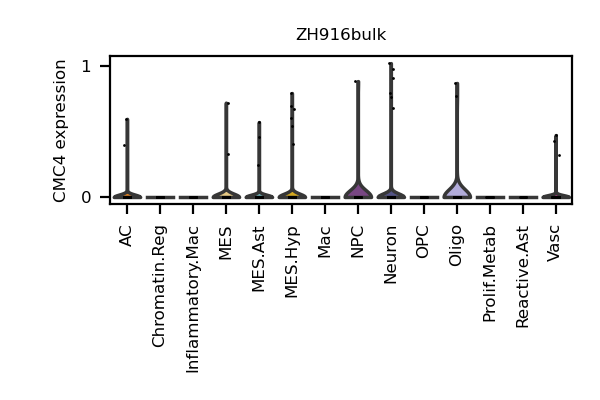 ZH916bulk
CMC4 expression
1
0
AC
Chromatin.Reg
Inflammatory.Mac
MES
MES.Ast
MES.Hyp
Mac
NPC
Neuron
OPC
Oligo
Prolif.Metab
Reactive.Ast
Vasc